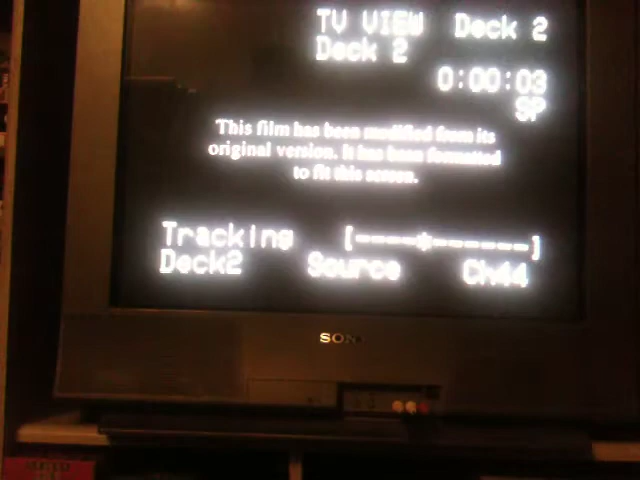 TV VIEW Deck 2
Deck 2
0:00:03
SP
This film has been modified from its
original version. It has been formatted
to fit this screen.
Tracking [----*------]
Deck2 Source Ch44
SONY